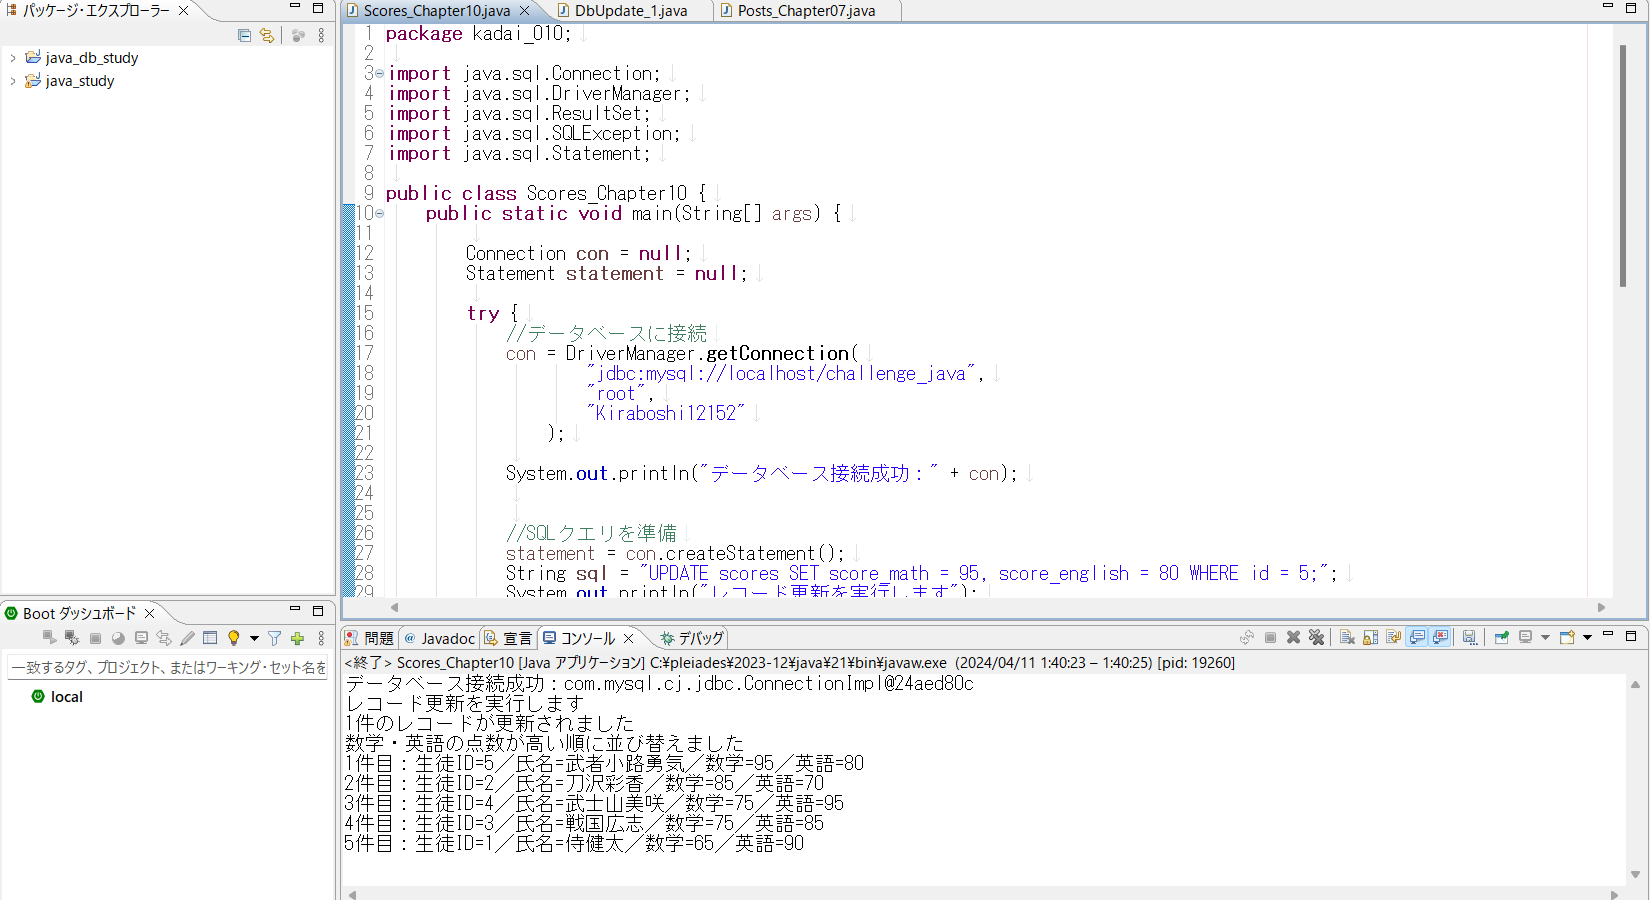 パッケージ・エクスプローラー
java_db_study
java_study
Boot ダッシュボード
一致するタグ、プロジェクト、またはワーキング・セット名を
local
Scores_Chapter10.java
DbUpdate_1.java
Posts_Chapter07.java
1 package kadai_010;
2
3 import java.sql.Connection;
4 import java.sql.DriverManager;
5 import java.sql.ResultSet;
6 import java.sql.SQLException;
7 import java.sql.Statement;
8
9 public class Scores_Chapter10 {
10 public static void main(String[] args) {
11
12 Connection con = null;
13 Statement statement = null;
14
15 try {
16 //データベースに接続
17 con = DriverManager.getConnection(
18 "jdbc:mysql://localhost/challenge_java",
19 "root",
20 "Kiraboshi12152"
21 );
22
23 System.out.println("データベース接続成功：" + con);
24
25
26 //SQLクエリを準備
27 statement = con.createStatement();
28 String sql = "UPDATE scores SET score_math = 95, score_english = 80 WHERE id = 5;";
29 System.out.println("レコード更新を実行します");
問題 @ Javadoc 宣言 コンソール デバッグ
<終了> Scores_Chapter10 [Java アプリケーション] C:¥pleiades¥2023-12¥java¥21¥bin¥javaw.exe (2024/04/11 1:40:23 – 1:40:25) [pid: 19260]
データベース接続成功：com.mysql.cj.jdbc.ConnectionImpl@24aed80c
レコード更新を実行します
1件のレコードが更新されました
数学・英語の点数が高い順に並び替えました
1件目：生徒ID=5／氏名=武者小路勇気／数学=95／英語=80
2件目：生徒ID=2／氏名=刀沢彩香／数学=85／英語=70
3件目：生徒ID=4／氏名=武士山美咲／数学=75／英語=95
4件目：生徒ID=3／氏名=戦国広志／数学=75／英語=85
5件目：生徒ID=1／氏名=侍健太／数学=65／英語=90